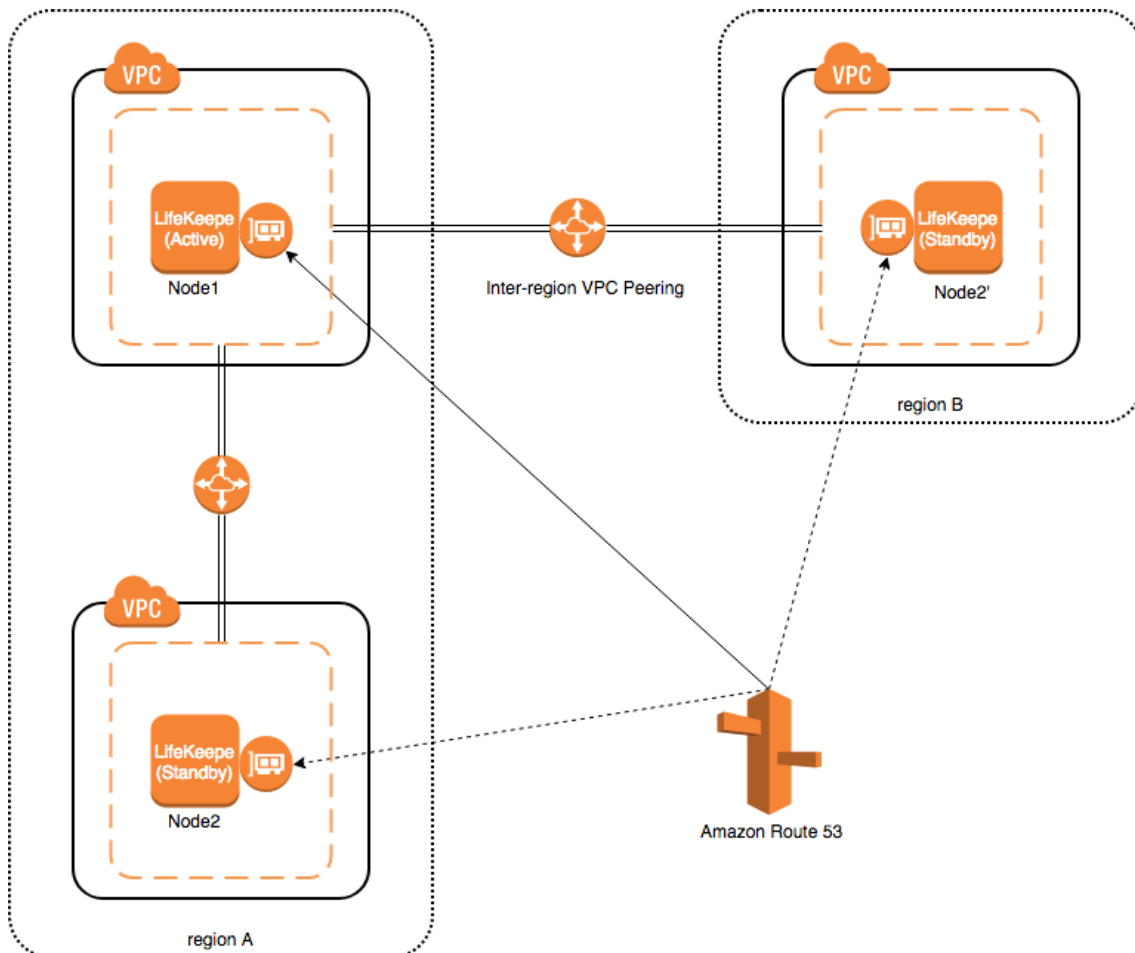 VPC
VPC
LifeKeepe
(Active)
LifeKeepe
(Standby)
Node1
Inter-region VPC Peering
Node2'
region B
VPC
LifeKeepe
(Standby)
Node2
Amazon Route 53
region A